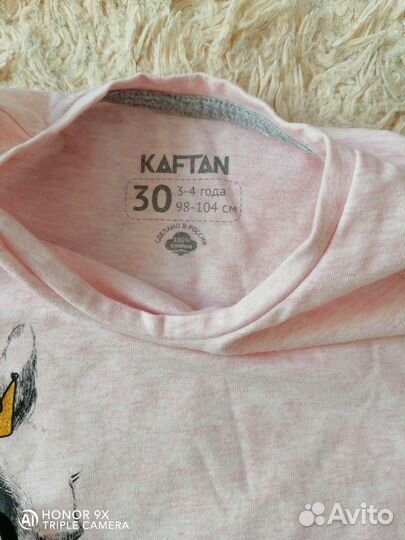 KAFTAN
30
3-4 года
98-104 см
СДЕЛАНО В РОССИИ
100%
ХЛОПОК
HONOR 9X
TRIPLE CAMERA
Avito